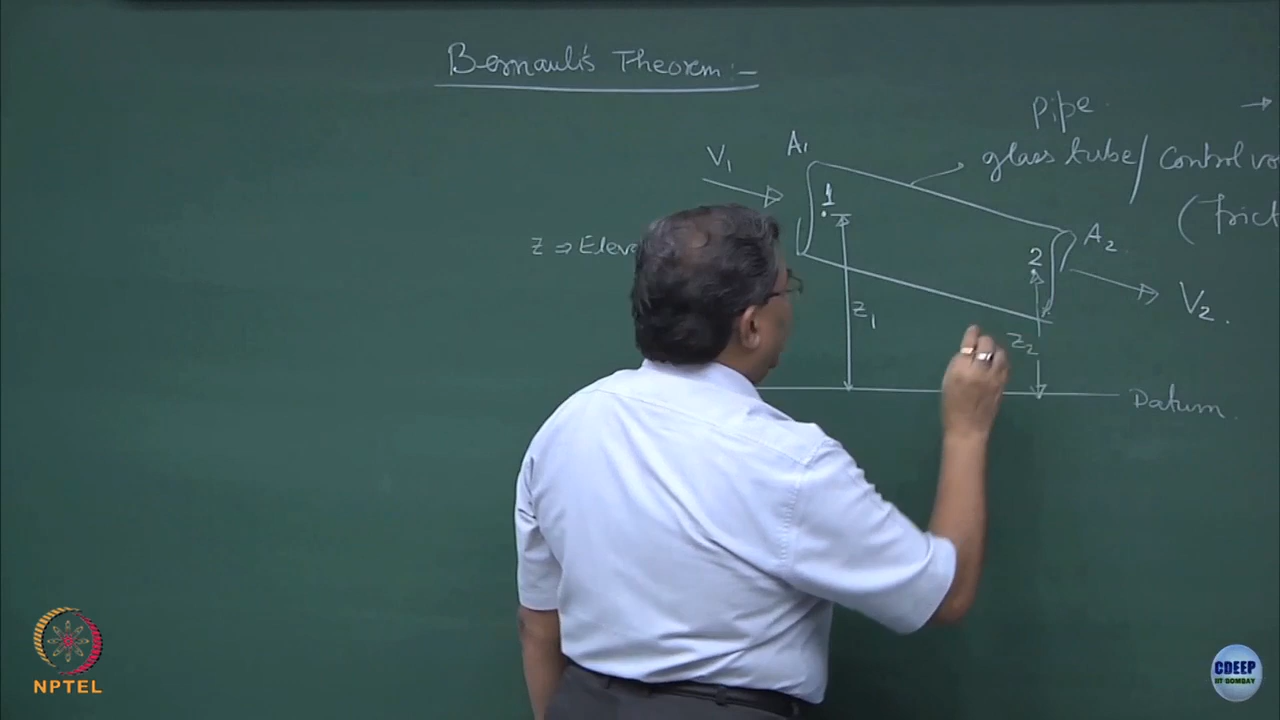 Bernauli's Theorem:-
Pipe
glass tube/ control vo
(frict
V1
A1
1
A2
2
V2.
Z ⇒ Eleva
Z1
Z2
Datum.
NPTEL
CDEEP
IIT BOMBAY